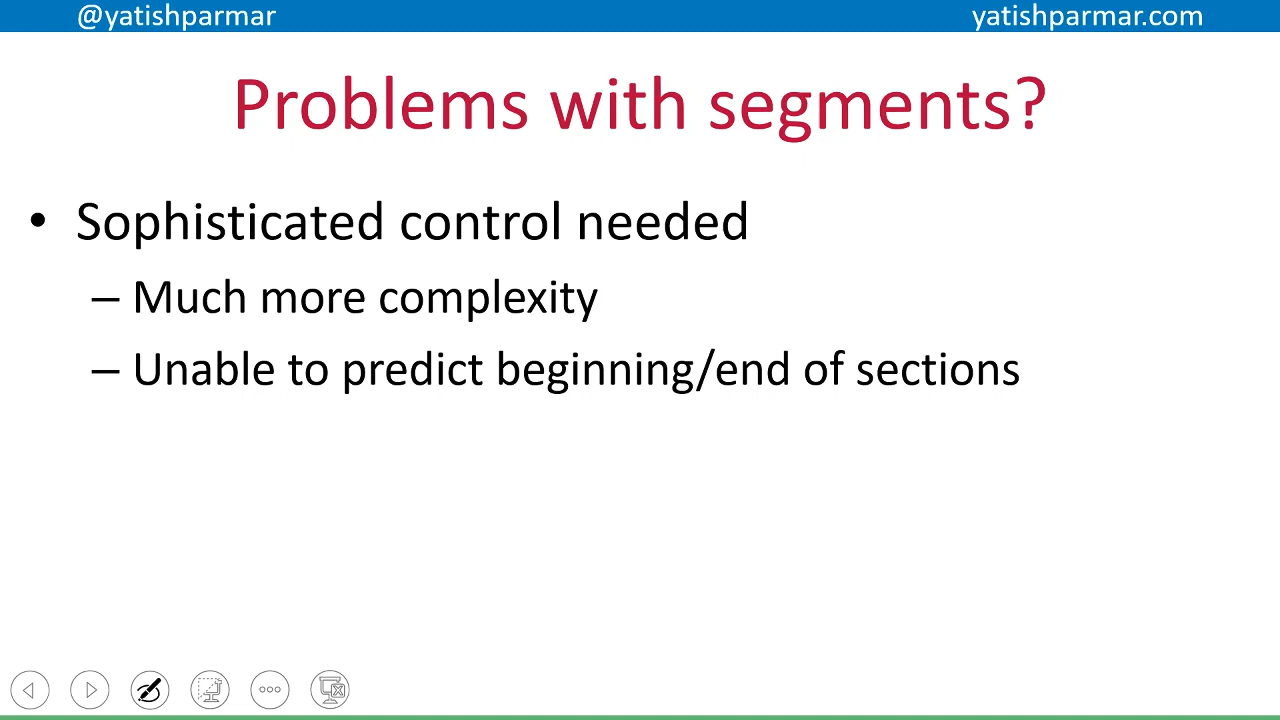 @yatishparmar yatishparmar.com
Problems with segments?
• Sophisticated control needed
– Much more complexity
– Unable to predict beginning/end of sections